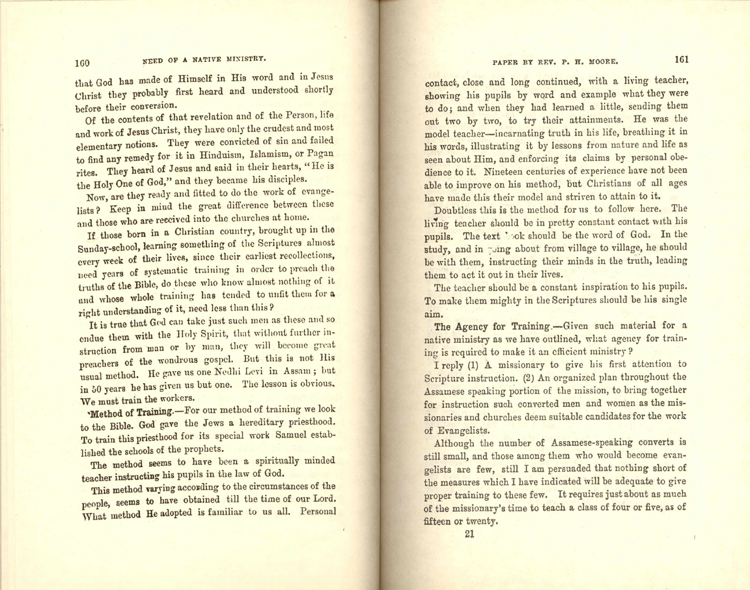 160 NEED OF A NATIVE MINISTRY.
that God has made of Himself in His word and in Jesus
Christ they probably first heard and understood shortly
before their conversion.
Of the contents of that revelation and of the Person, life
and work of Jesus Christ, they have only the crudest and most
elementary notions. They were convicted of sin and failed
to find any remedy for it in Hinduism, Islamism, or Pagan
rites. They heard of Jesus and said in their hearts, "He is
the Holy One of God," and they became his disciples.
Now, are they ready and fitted to do the work of evange-
lists? Keep in mind the great difference between these
and those who are received into the churches at home.
If those born in a Christian country, brought up in the
Sunday-school, learning something of the Scriptures almost
every week of their lives, since their earliest recollections,
need years of systematic training in order to preach the
truths of the Bible, do these who know almost nothing of it
and whose whole training has tended to unfit them for a
right understanding of it, need less than this?
It is true that God can take just such men as these and so
endue them with the Holy Spirit, that without further in-
struction from man or by man, they will become great
preachers of the wondrous gospel. But this is not His
usual method. He gave us one Nedhi Levi in Assam; but
in 50 years he has given us but one. The lesson is obvious.
We must train the workers.
Method of Training.—For our method of training we look
to the Bible. God gave the Jews a hereditary priesthood.
To train this priesthood for its special work Samuel estab-
lished the schools of the prophets.
The method seems to have been a spiritually minded
teacher instructing his pupils in the law of God.
This method varying according to the circumstances of the
people, seems to have obtained till the time of our Lord.
What method He adopted is familiar to us all. Personal
PAPER BY REV. P. H. MOORE. 161
contact, close and long continued, with a living teacher,
showing his pupils by word and example what they were
to do; and when they had learned a little, sending them
out two by two, to try their attainments. He was the
model teacher—incarnating truth in his life, breathing it in
his words, illustrating it by lessons from nature and life as
seen about Him, and enforcing its claims by personal obe-
dience to it. Nineteen centuries of experience have not been
able to improve on his method, but Christians of all ages
have made this their model and striven to attain to it.
Doubtless this is the method for us to follow here. The
living teacher should be in pretty constant contact with his
pupils. The text ook should be the word of God. In the
study, and in about from village to village, he should
be with them, instructing their minds in the truth, leading
them to act it out in their lives.
The teacher should be a constant inspiration to his pupils.
To make them mighty in the Scriptures should be his single
aim.
The Agency for Training.—Given such material for a
native ministry as we have outlined, what agency for train-
ing is required to make it an efficient ministry?
I reply (1) A missionary to give his first attention to
Scripture instruction. (2) An organized plan throughout the
Assamese speaking portion of the mission, to bring together
for instruction such converted men and women as the mis-
sionaries and churches deem suitable candidates for the work
of Evangelists.
Although the number of Assamese-speaking converts is
still small, and those among them who would become evan-
gelists are few, still I am persuaded that nothing short of
the measures which I have indicated will be adequate to give
proper training to these few. It requires just about as much
of the missionary's time to teach a class of four or five, as of
fifteen or twenty.
21